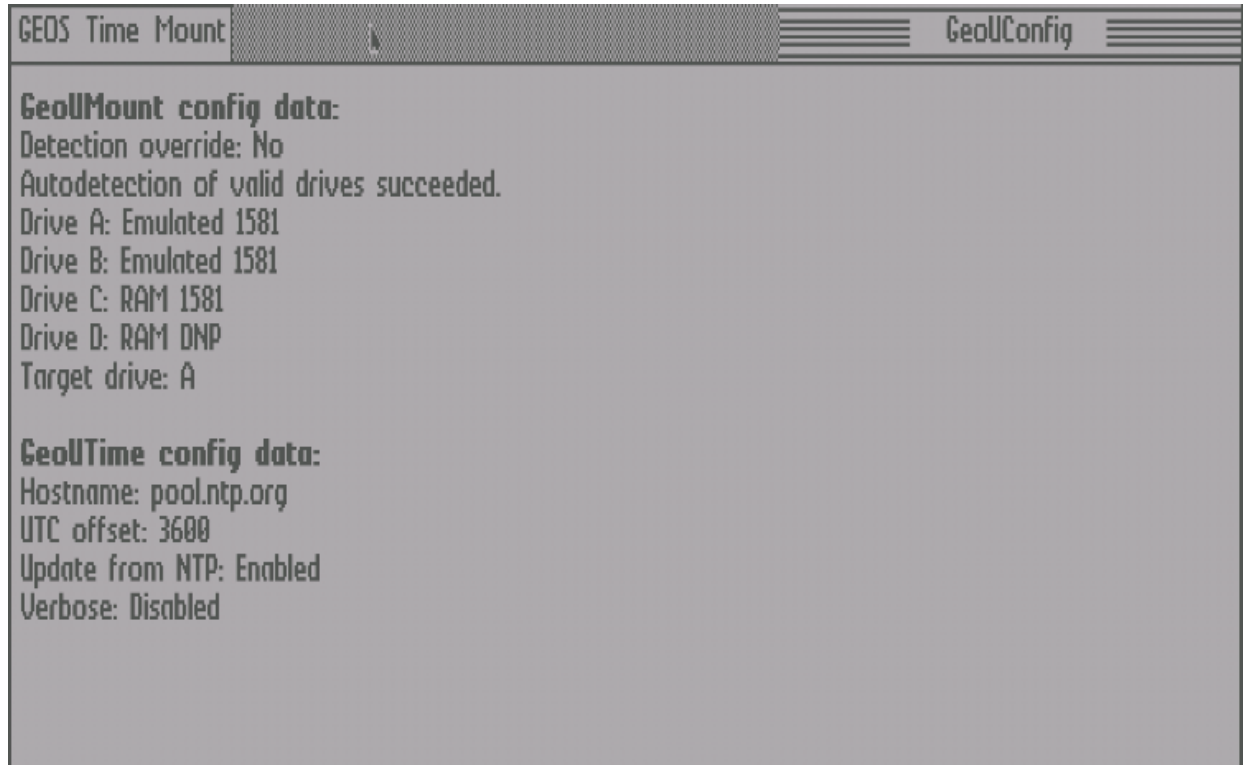 GEOS Time Mount
GeoUConfig
GeoUMount config data:
Detection override: No
Autodetection of valid drives succeeded.
Drive A: Emulated 1581
Drive B: Emulated 1581
Drive C: RAM 1581
Drive D: RAM DNP
Target drive: A
GeoUTime config data:
Hostname: pool.ntp.org
UTC offset: 3600
Update from NTP: Enabled
Verbose: Disabled